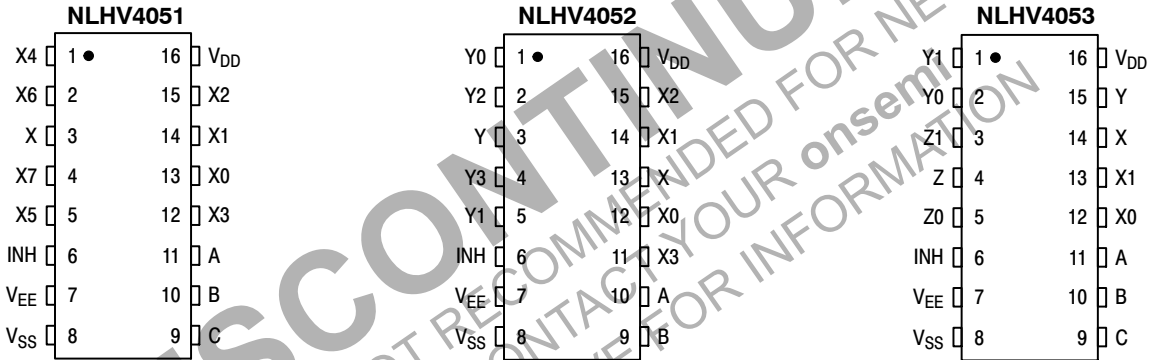 NLHV4051
X4 1 16 VDD
X6 2 15 X2
X 3 14 X1
X7 4 13 X0
X5 5 12 X3
INH 6 11 A
VEE 7 10 B
VSS 8 9 C
NLHV4052
Y0 1 16 VDD
Y2 2 15 X2
Y 3 14 X1
Y3 4 13 X
Y1 5 12 X0
INH 6 11 X3
VEE 7 10 A
VSS 8 9 B
NLHV4053
Y1 1 16 VDD
Y0 2 15 Y
Z1 3 14 X
Z 4 13 X1
Z0 5 12 X0
INH 6 11 A
VEE 7 10 B
VSS 8 9 C
RECOMMENDED FOR NE
CONTACT YOUR onsemi
FOR INFORMATION